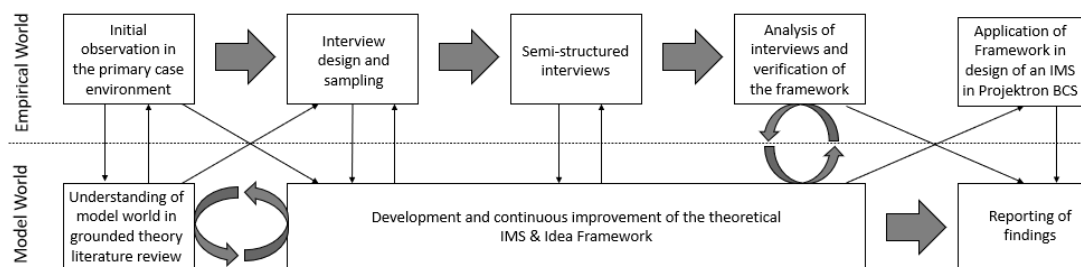 Empirical World
Initial
observation in
the primary case
environment
Interview
design and
sampling
Semi-structured
interviews
Analysis of
interviews and
verification of
the framework
Application of
Framework in
design of an IMS
in Projektron BCS
Model World
Understanding of
model world in
grounded theory
literature review
Development and continuous improvement of the theoretical
IMS & Idea Framework
Reporting of
findings